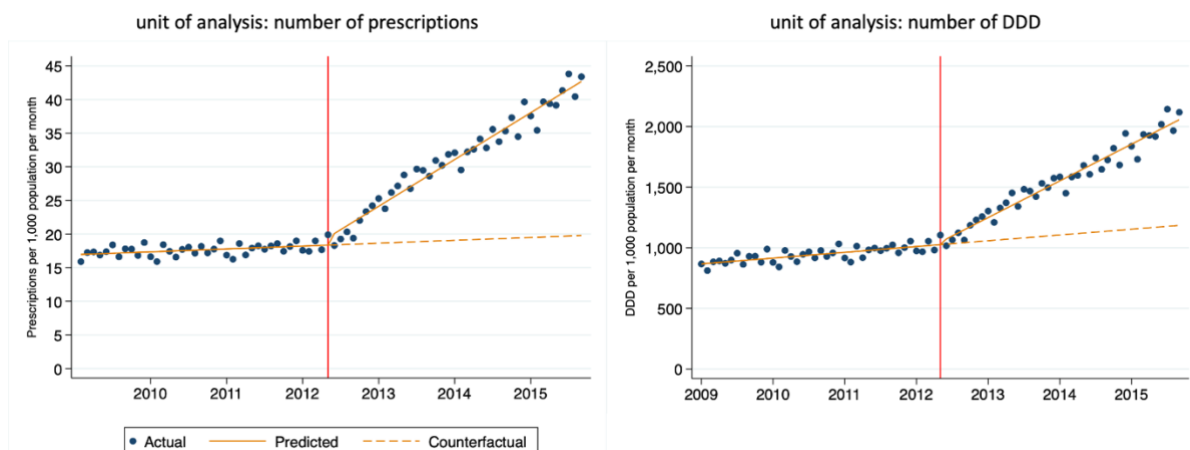 unit of analysis: number of prescriptions
Prescriptions per 1,000 population per month
45
40
35
30
25
20
15
10
5
0
2010 2011 2012 2013 2014 2015
Actual Predicted Counterfactual
unit of analysis: number of DDD
DDD per 1,000 population per month
2,500
2,000
1,500
1,000
500
0
2009 2010 2011 2012 2013 2014 2015